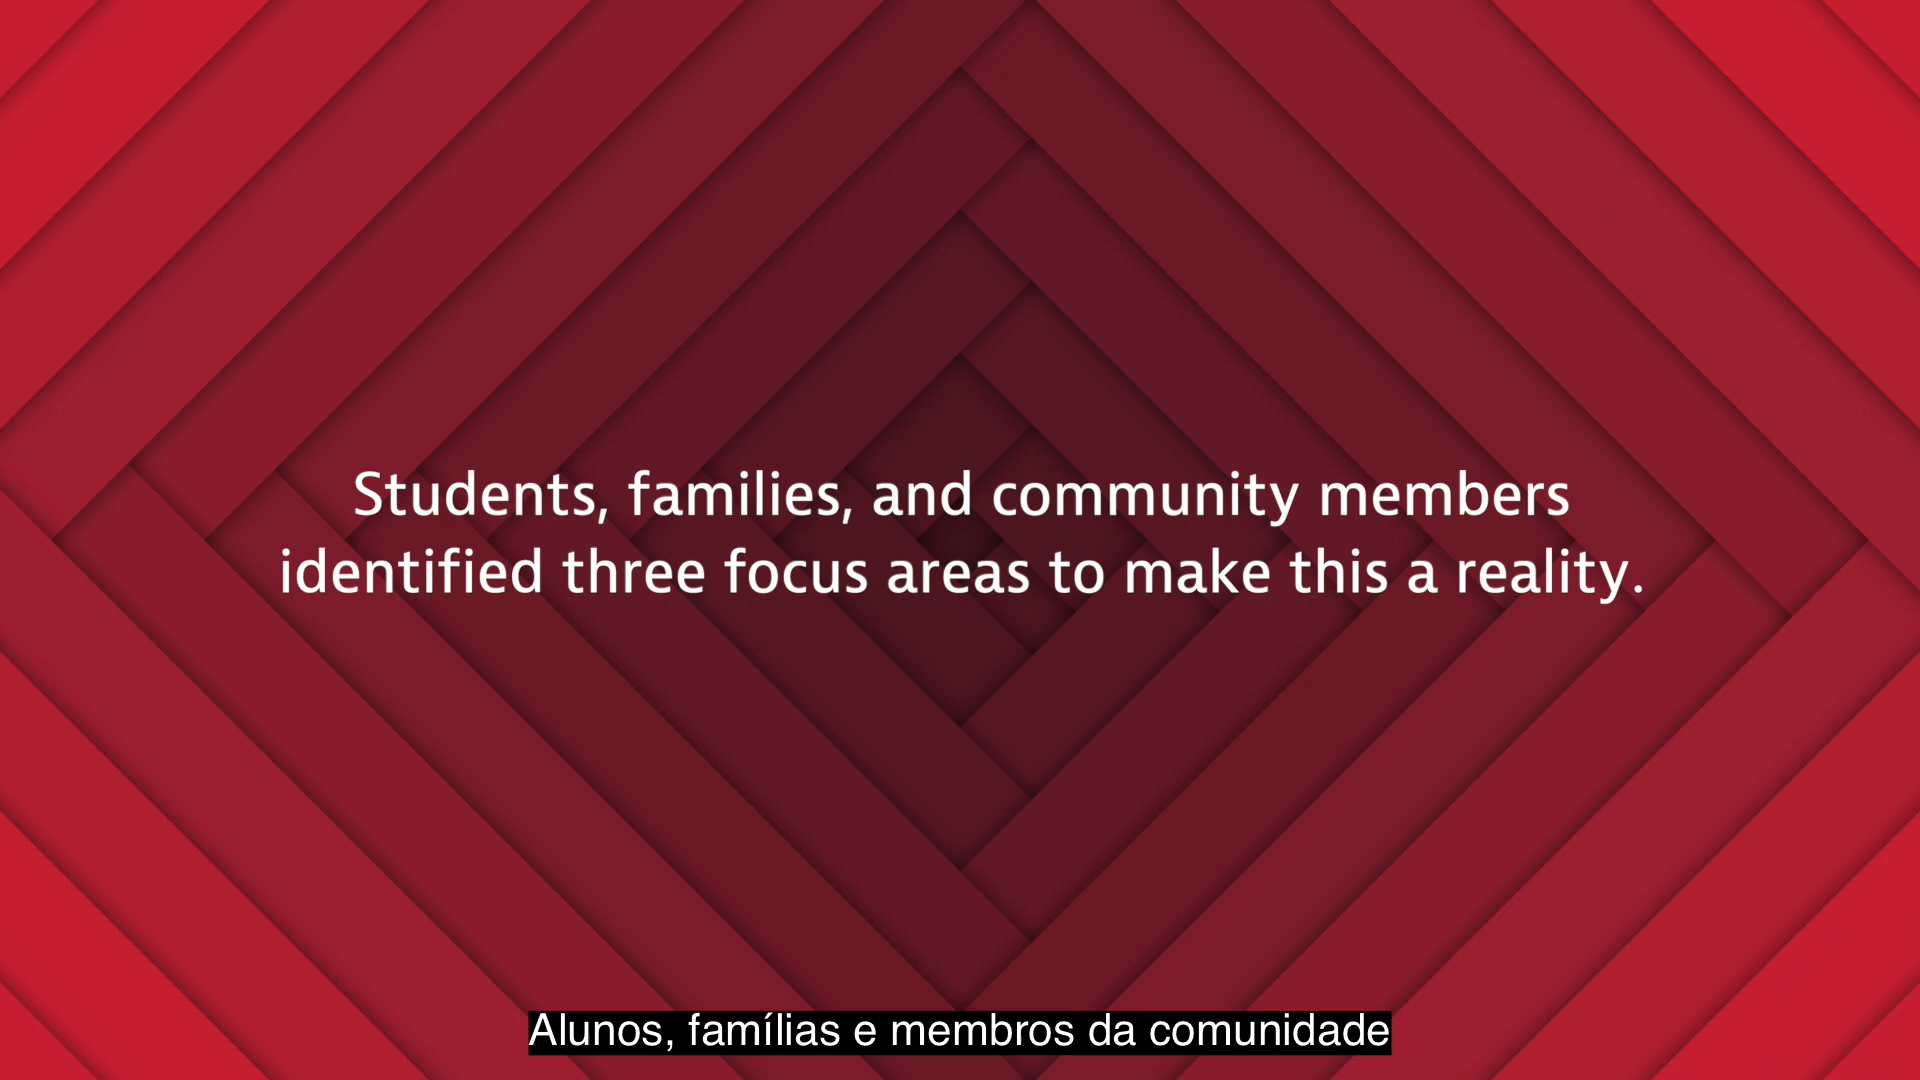 Students, families, and community members
identified three focus areas to make this a reality.
Alunos, famílias e membros da comunidade